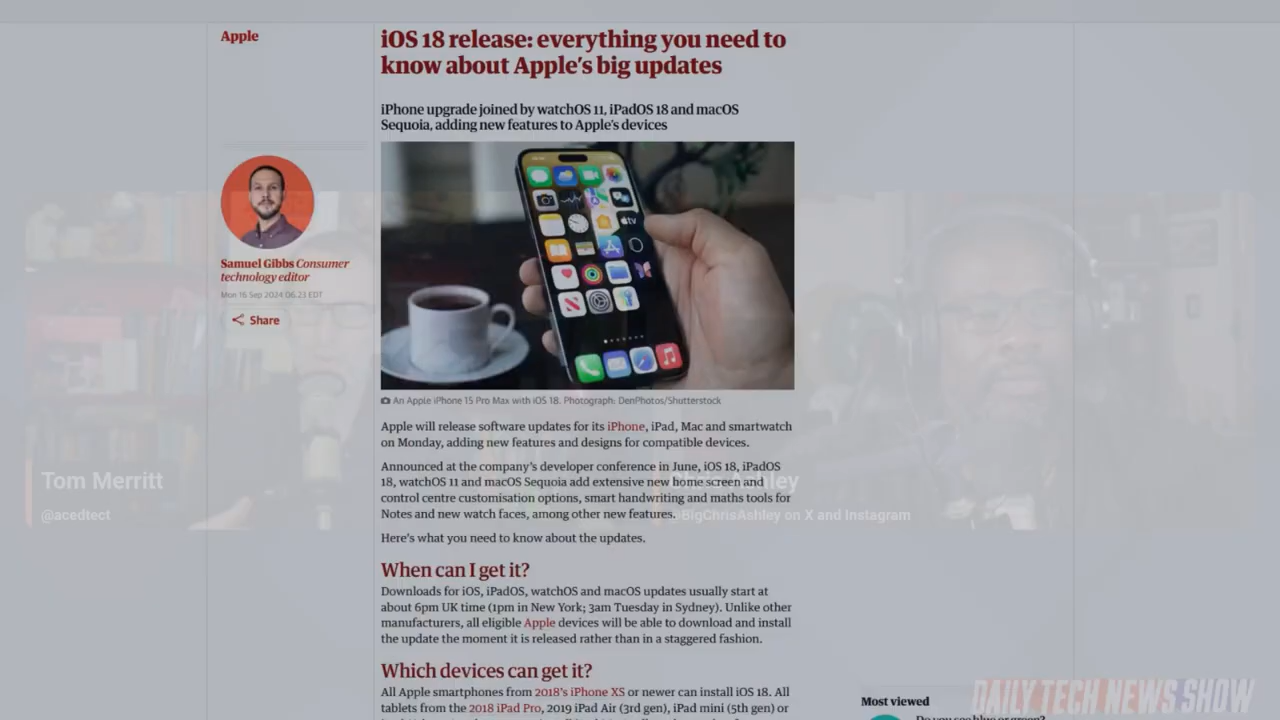 Apple
iOS 18 release: everything you need to
know about Apple's big updates
iPhone upgrade joined by watchOS 11, iPadOS 18 and macOS
Sequoia, adding new features to Apple's devices
Samuel Gibbs Consumer
technology editor
Mon 16 Sep 2024 06.23 EDT
Share
tv
An Apple iPhone 15 Pro Max with iOS 18. Photograph: DenPhotos/Shutterstock
Apple will release software updates for its iPhone, iPad, Mac and smartwatch
on Monday, adding new features and designs for compatible devices.
Announced at the company's developer conference in June, iOS 18, iPadOS
18, watchOS 11 and macOS Sequoia add extensive new home screen and
control centre customisation options, smart handwriting and maths tools for
Notes and new watch faces, among other new features.
Here's what you need to know about the updates.
When can I get it?
Downloads for iOS, iPadOS, watchOS and macOS updates usually start at
about 6pm UK time (1pm in New York; 3am Tuesday in Sydney). Unlike other
manufacturers, all eligible Apple devices will be able to download and install
the update the moment it is released rather than in a staggered fashion.
Which devices can get it?
All Apple smartphones from 2018's iPhone XS or newer can install iOS 18. All
tablets from the 2018 iPad Pro, 2019 iPad Air (3rd gen), iPad mini (5th gen) or
Tom Merritt
@acedtect
Ashley
@BigChrisAshley on X and Instagram
Most viewed
Do you see blue or green?
DAILY TECH NEWS SHOW